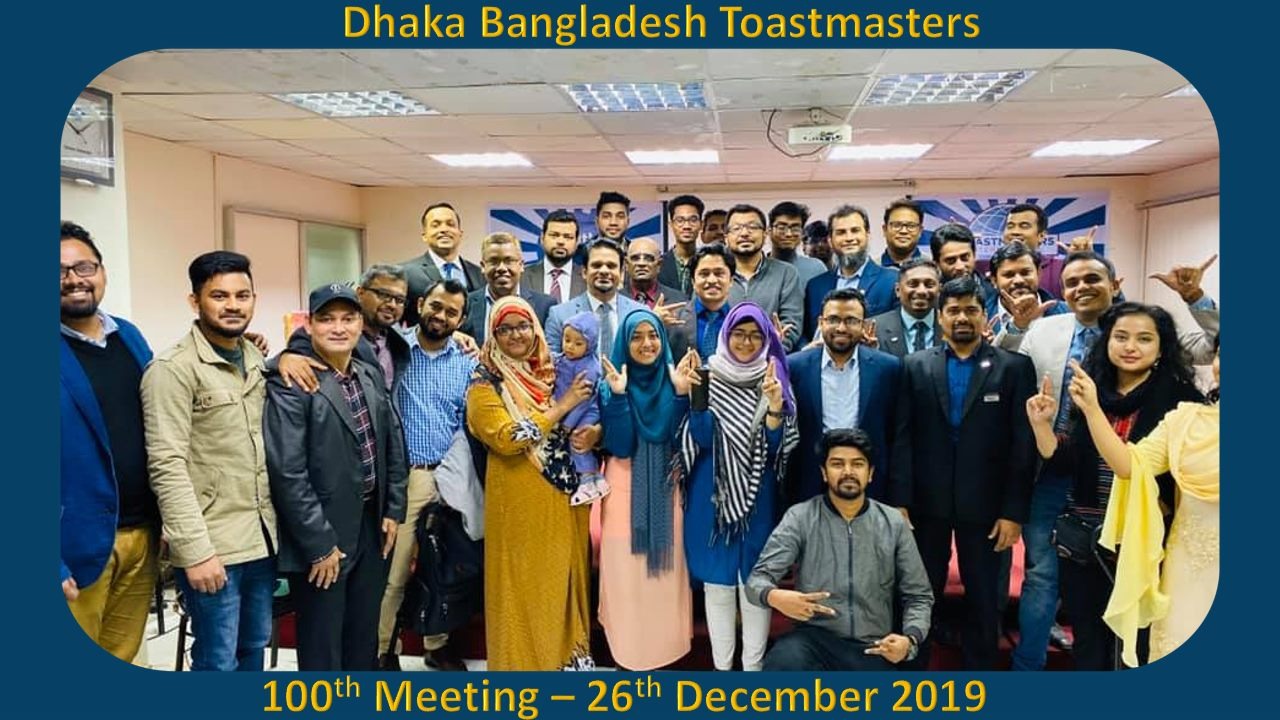 Dhaka Bangladesh Toastmasters
100th Meeting – 26th December 2019